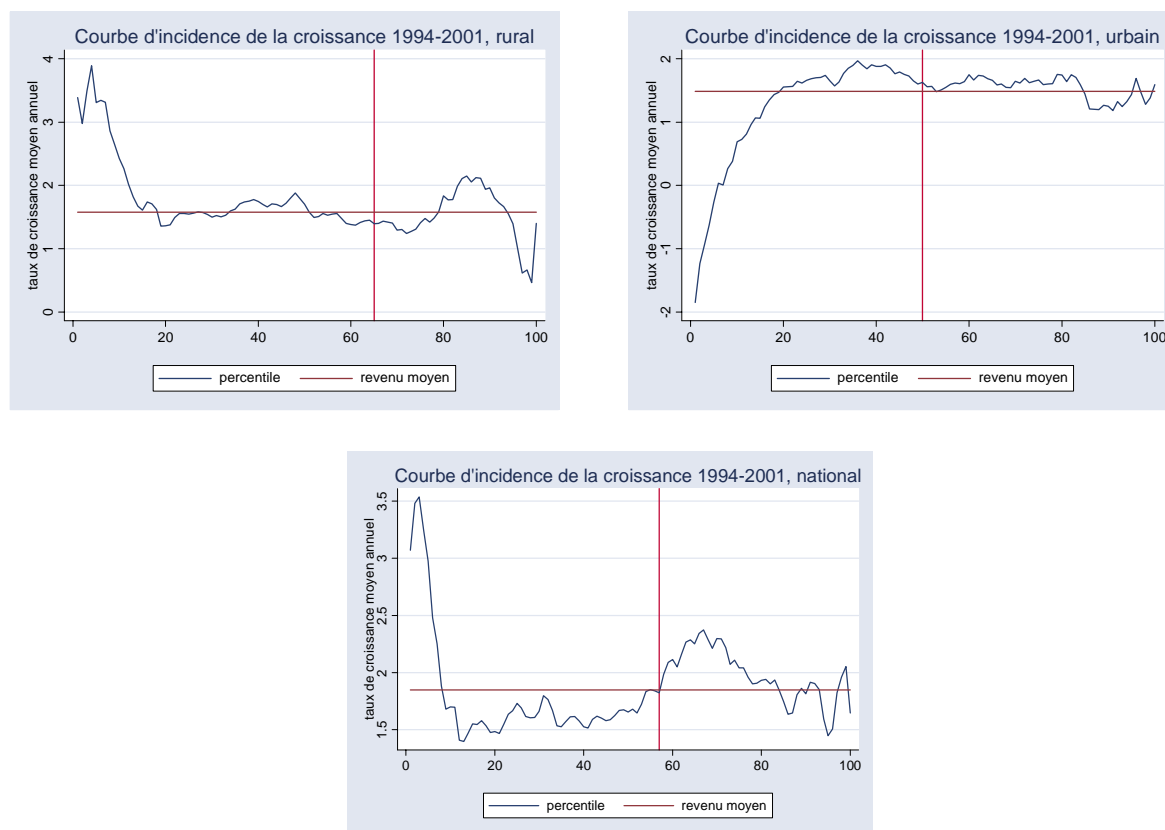 Courbe d'incidence de la croissance 1994-2001, rural
taux de croissance moyen annuel
4
3
2
1
0
0 20 40 60 80 100
percentile revenu moyen
Courbe d'incidence de la croissance 1994-2001, urbain
taux de croissance moyen annuel
2
1
0
-1
-2
0 20 40 60 80 100
percentile revenu moyen
Courbe d'incidence de la croissance 1994-2001, national
taux de croissance moyen annuel
3.5
3
2.5
2
1.5
0 20 40 60 80 100
percentile revenu moyen